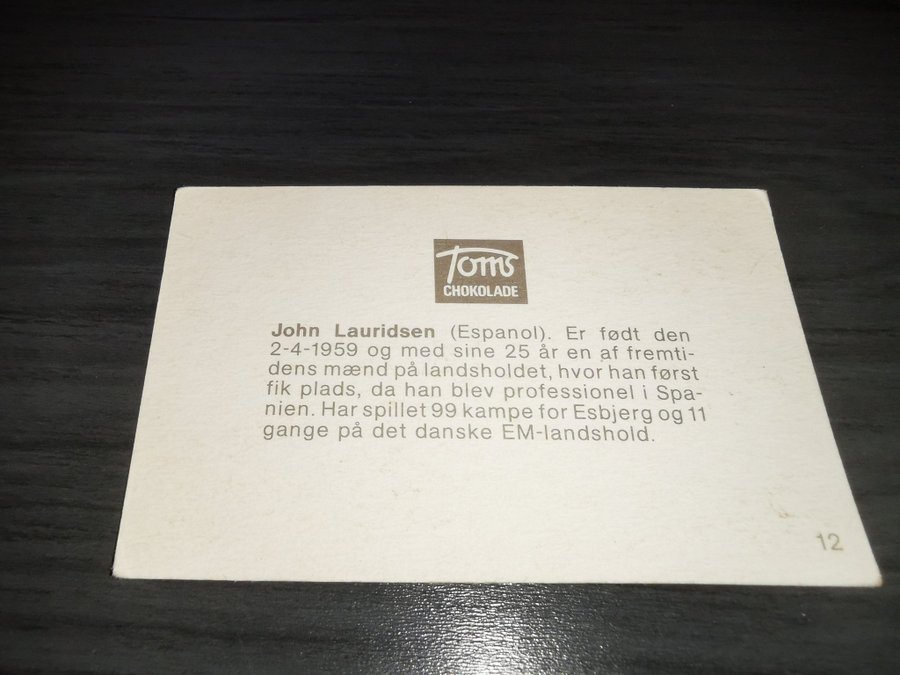 Toms
CHOKOLADE
John Lauridsen (Espanol). Er født den
2-4-1959 og med sine 25 år en af fremti-
dens mænd på landsholdet, hvor han først
fik plads, da han blev professionel i Spa-
nien. Har spillet 99 kampe for Esbjerg og 11
gange på det danske EM-landshold.
12